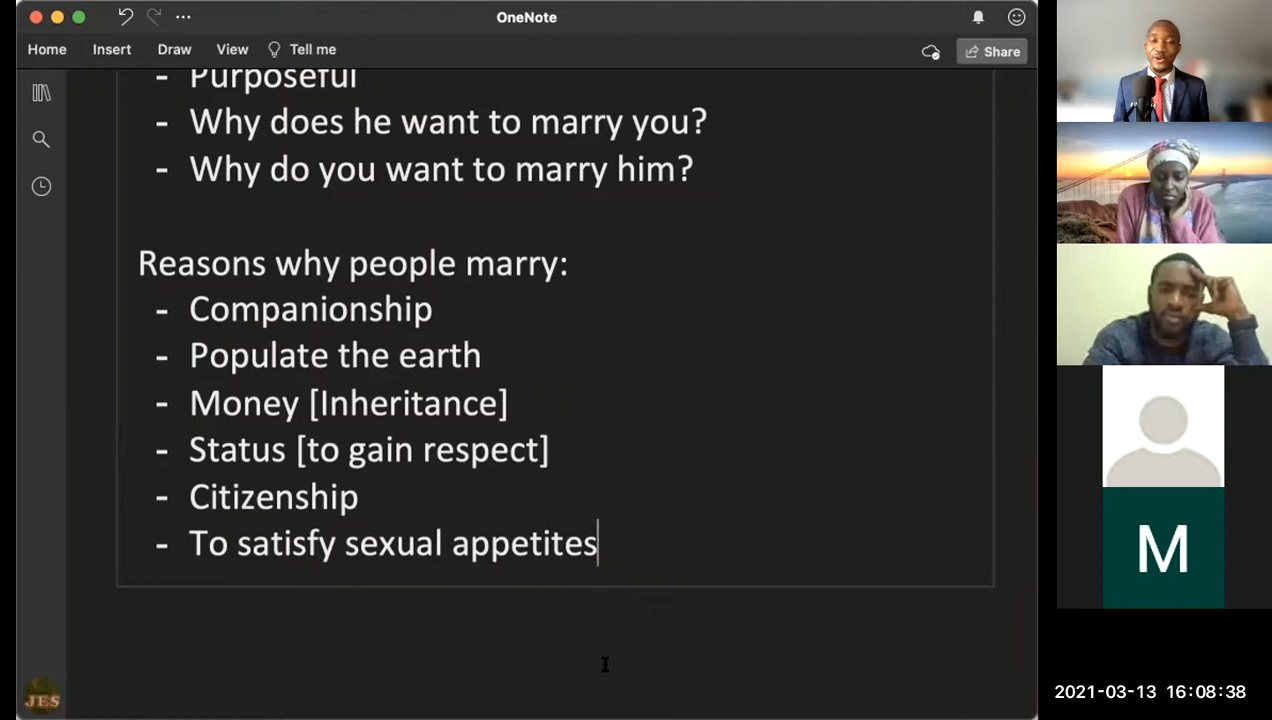 OneNote
Home Insert Draw View Tell me Share
- Purposeful
- Why does he want to marry you?
- Why do you want to marry him?
Reasons why people marry:
- Companionship
- Populate the earth
- Money [Inheritance]
- Status [to gain respect]
- Citizenship
- To satisfy sexual appetites
M
JES
2021-03-13 16:08:38